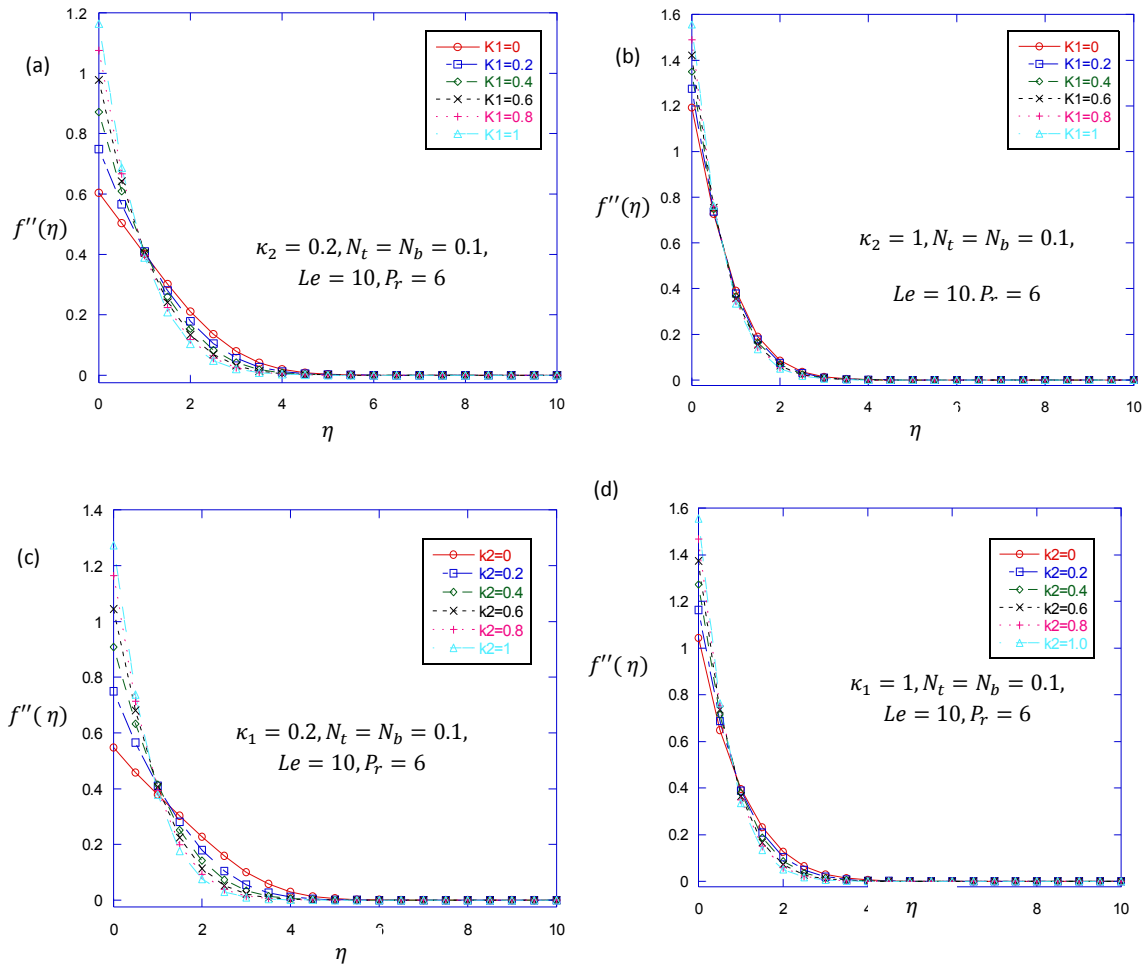 (a)
1.2
1
0.8
0.6
0.4
0.2
0
f''(η)
K1=0
K1=0.2
K1=0.4
K1=0.6
K1=0.8
K1=1
κ₂ = 0.2, Nₜ = N_b = 0.1,
Le = 10, Pᵣ = 6
0 2 4 6 8 10
η
(b)
1.6
1.4
1.2
1
0.8
0.6
0.4
0.2
0
f''(η)
K1=0
K1=0.2
K1=0.4
K1=0.6
K1=0.8
K1=1
κ₂ = 1, Nₜ = N_b = 0.1,
Le = 10. Pᵣ = 6
0 2 4 6 8 10
η
(c)
1.4
1.2
1
0.8
0.6
0.4
0.2
0
f''( η)
k2=0
k2=0.2
k2=0.4
k2=0.6
k2=0.8
k2=1
κ₁ = 0.2, Nₜ = N_b = 0.1,
Le = 10, Pᵣ = 6
0 2 4 8 10
η
(d)
1.6
1.4
1.2
1
0.8
0.6
0.4
0.2
0
f''( η)
k2=0
k2=0.2
k2=0.4
k2=0.6
k2=0.8
k2=1.0
κ₁ = 1, Nₜ = N_b = 0.1,
Le = 10, Pᵣ = 6
0 2 4 η 8 10